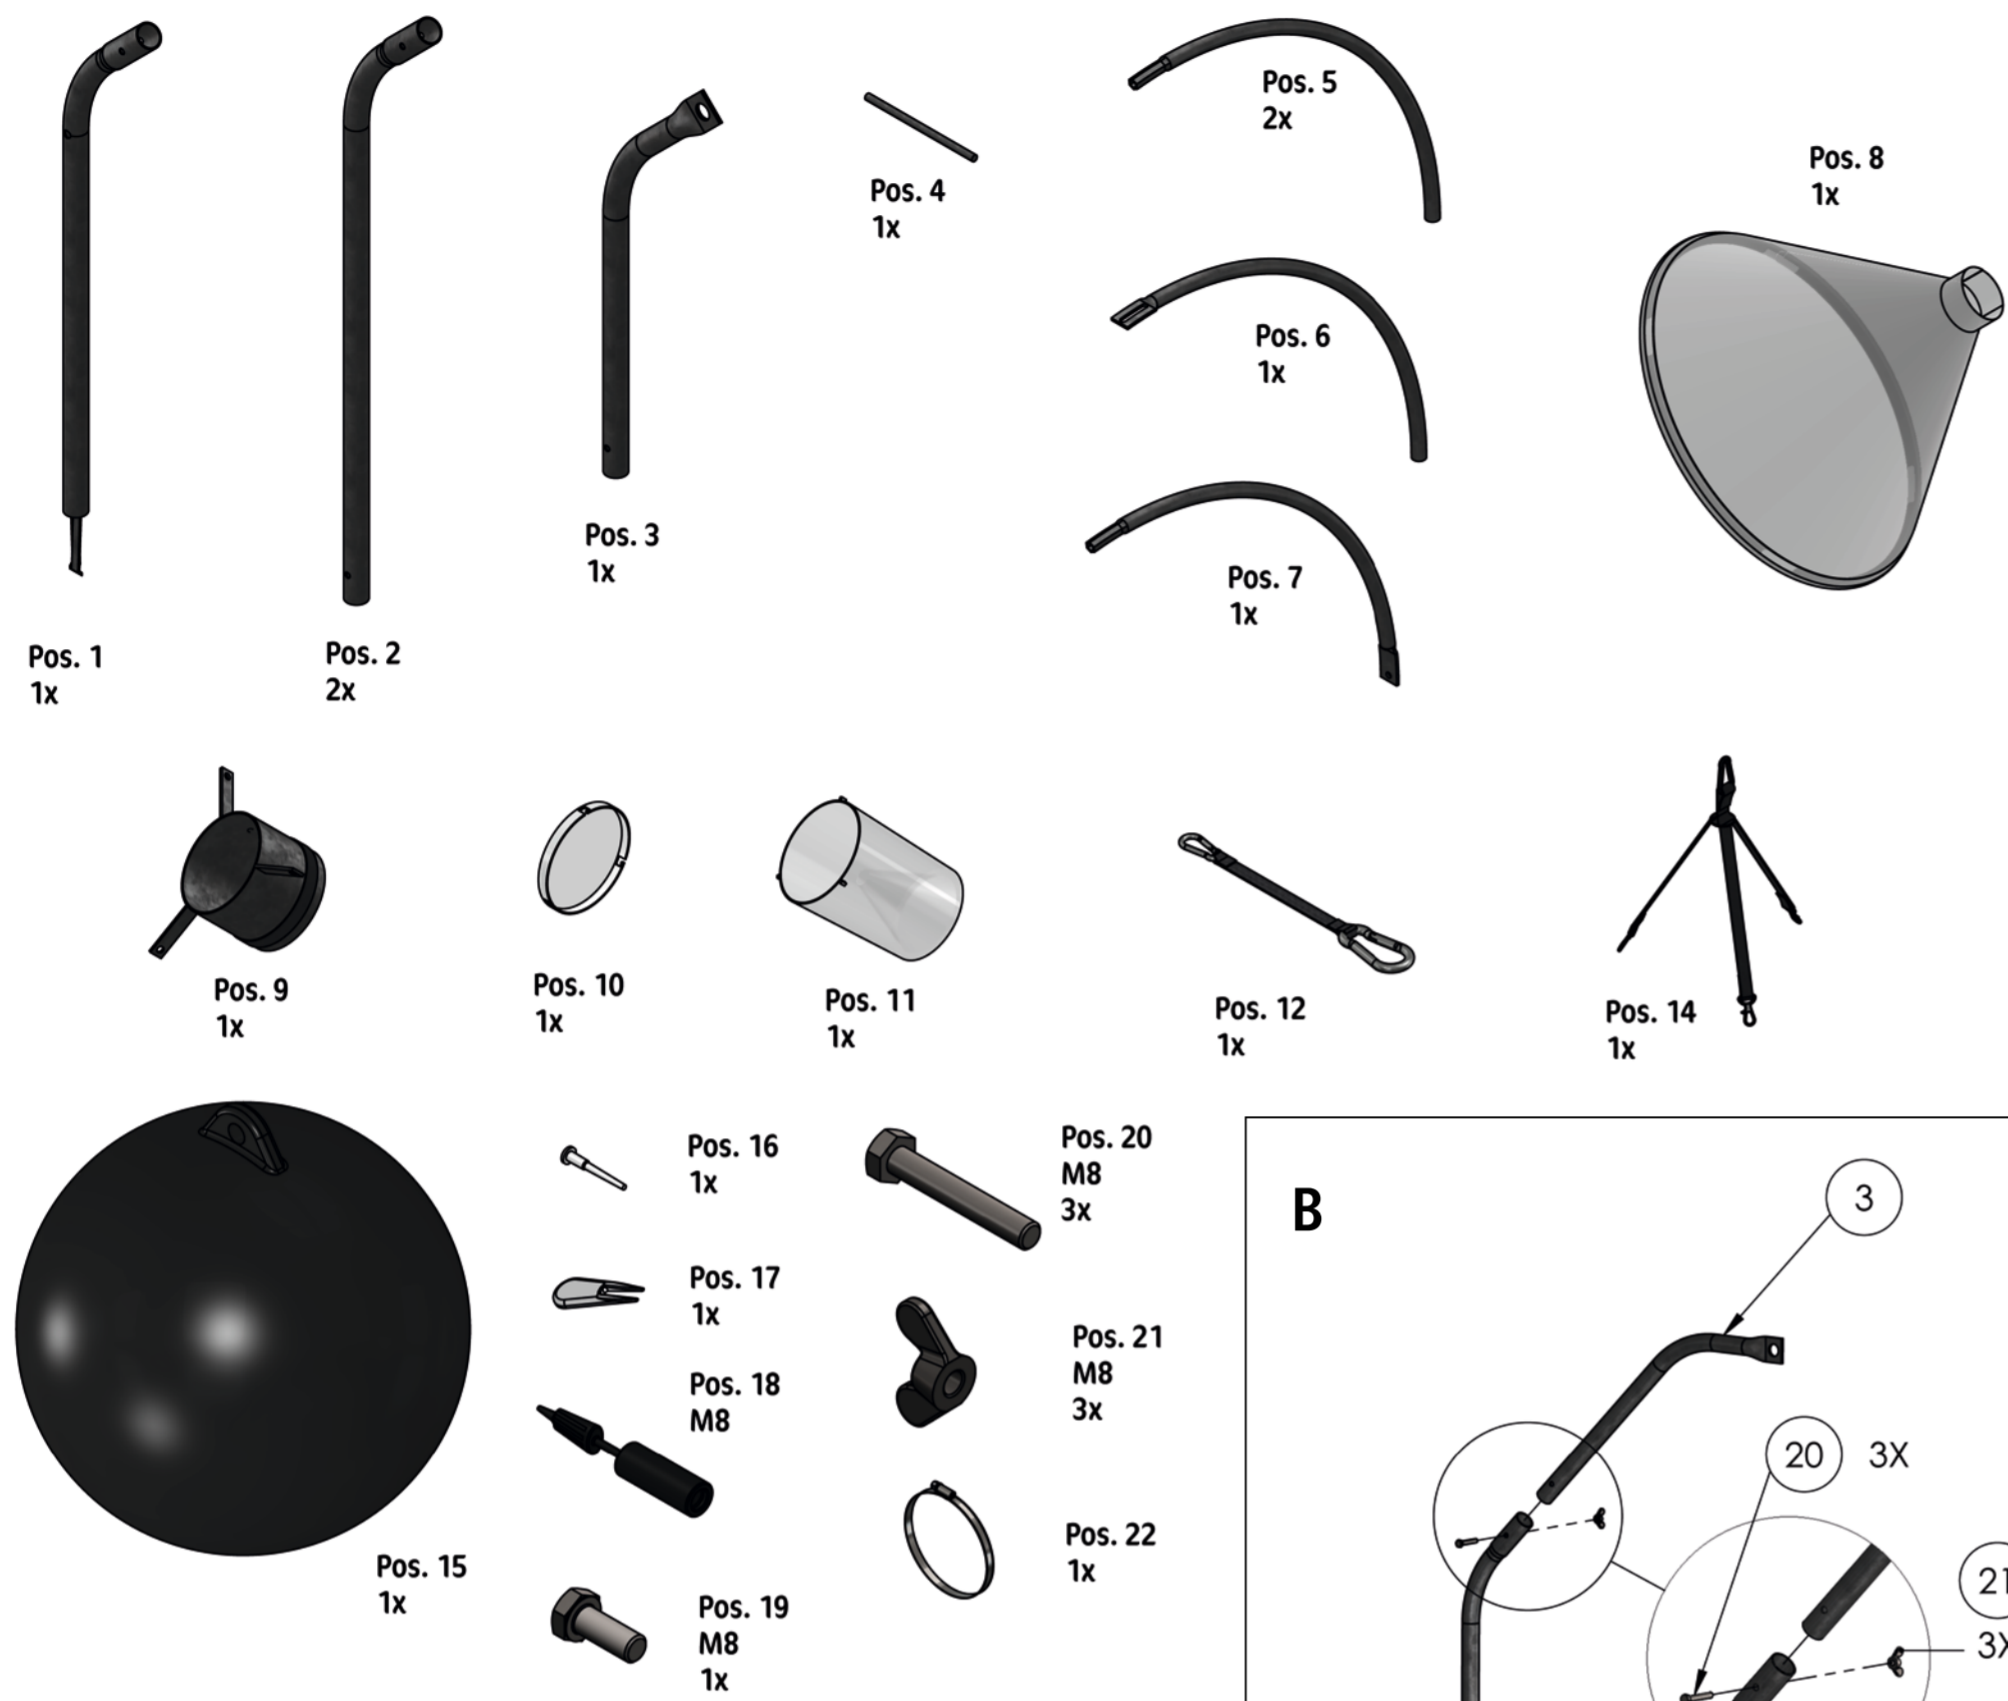 Pos. 5
2x
Pos. 8
1x
Pos. 4
1x
Pos. 6
1x
Pos. 3
1x
Pos. 7
1x
Pos. 1
1x
Pos. 2
2x
Pos. 9
1x
Pos. 10
1x
Pos. 11
1x
Pos. 12
1x
Pos. 14
1x
Pos. 15
1x
Pos. 16
1x
Pos. 17
1x
Pos. 18
M8
Pos. 19
M8
1x
Pos. 20
M8
3x
Pos. 21
M8
3x
Pos. 22
1x
B
3
20 3X
21
3X